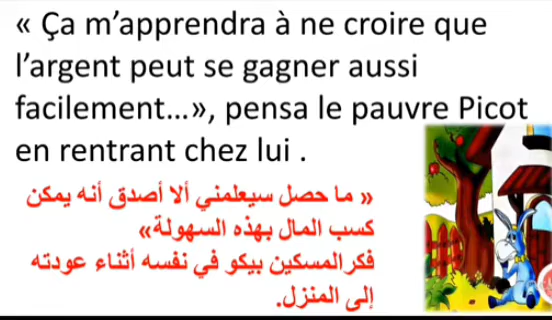 « Ça m’apprendra à ne croire que
l’argent peut se gagner aussi
facilement…», pensa le pauvre Picot
en rentrant chez lui .
« ما حصل سيعلمني ألا أصدق أنه يمكن
كسب المال بهذه السهولة»
فكر المسكين بيكو في نفسه أثناء عودته
إلى المنزل.